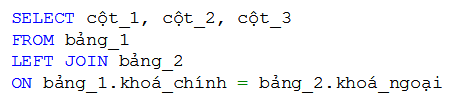 SELECT cột_1, cột_2, cột_3
FROM bảng_1
LEFT JOIN bảng_2
ON bảng_1.khoá_chính = bảng_2.khoá_ngoại